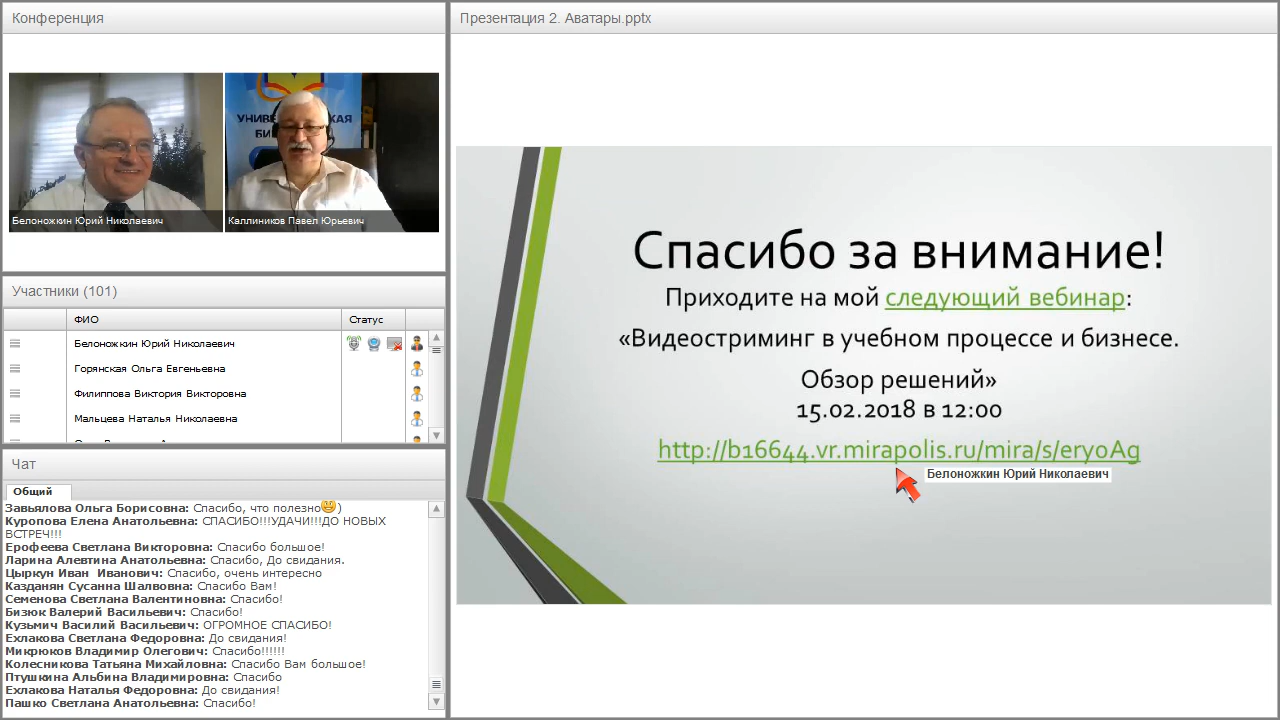 Конференция
УНИВЕ
КАЯ
БИ
Белоножкин Юрий Николаевич
Каллиников Павел Юрьевич
Участники (101)
ФИО
Статус
Белоножкин Юрий Николаевич
Горянская Ольга Евгеньевна
Филиппова Виктория Викторовна
Мальцева Наталья Николаевна
Чат
Общий
Завьялова Ольга Борисовна: Спасибо, что полезно )
Куропова Елена Анатольевна: СПАСИБО!!!УДАЧИ!!!ДО НОВЫХ
ВСТРЕЧ!!!
Ерофеева Светлана Викторовна: Спасибо большое!
Ларина Алевтина Анатольевна: Спасибо, До свидания.
Цыркун Иван Иванович: Спасибо, очень интересно
Казданян Сусанна Шалвовна: Спасибо Вам!
Семенова Светлана Валентиновна: Спасибо!
Бизюк Валерий Васильевич: Спасибо!
Кузьмич Василий Васильевич: ОГРОМНОЕ СПАСИБО!
Ехлакова Светлана Федоровна: До свидания!
Микрюков Владимир Олегович: Спасибо!!!!!!
Колесникова Татьяна Михайловна: Спасибо Вам большое!
Птушкина Альбина Владимировна: Спасибо
Ехлакова Наталья Федоровна: До свидания!
Пашко Светлана Анатольевна: Спасибо!
Презентация 2. Аватары.pptx
Спасибо за внимание!
Приходите на мой следующий вебинар:
«Видеостриминг в учебном процессе и бизнесе.
Обзор решений»
15.02.2018 в 12:00
http://b16644.vr.mirapolis.ru/mira/s/eryoAg
Белоножкин Юрий Николаевич